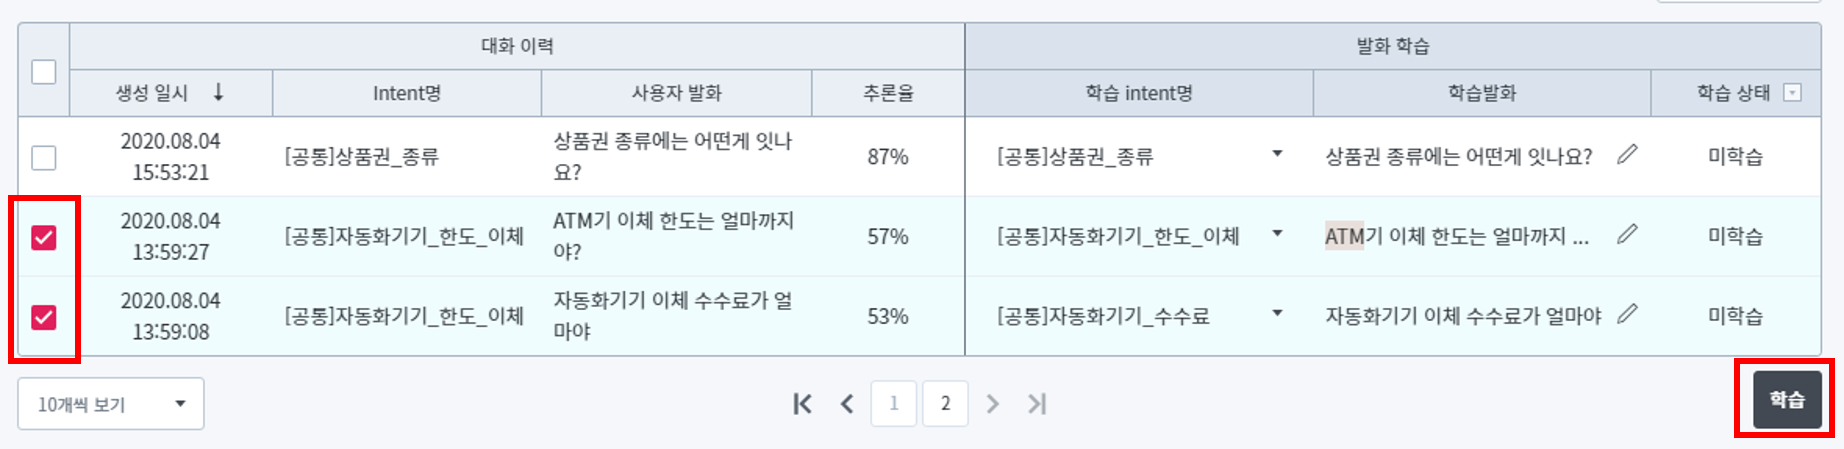 대화 이력
발화 학습
생성 일시 ↓
Intent명
사용자 발화
추론율
학습 intent명
학습발화
학습 상태
2020.08.04
15:53:21
[공통]상품권_종류
상품권 종류에는 어떤게 잇나
요?
87%
[공통]상품권_종류
상품권 종류에는 어떤게 잇나요?
미학습
2020.08.04
13:59:27
[공통]자동화기기_한도_이체
ATM기 이체 한도는 얼마까지
야?
57%
[공통]자동화기기_한도_이체
ATM기 이체 한도는 얼마까지 ...
미학습
2020.08.04
13:59:08
[공통]자동화기기_한도_이체
자동화기기 이체 수수료가 얼
마야
53%
[공통]자동화기기_수수료
자동화기기 이체 수수료가 얼마야
미학습
10개씩 보기
1
2
학습